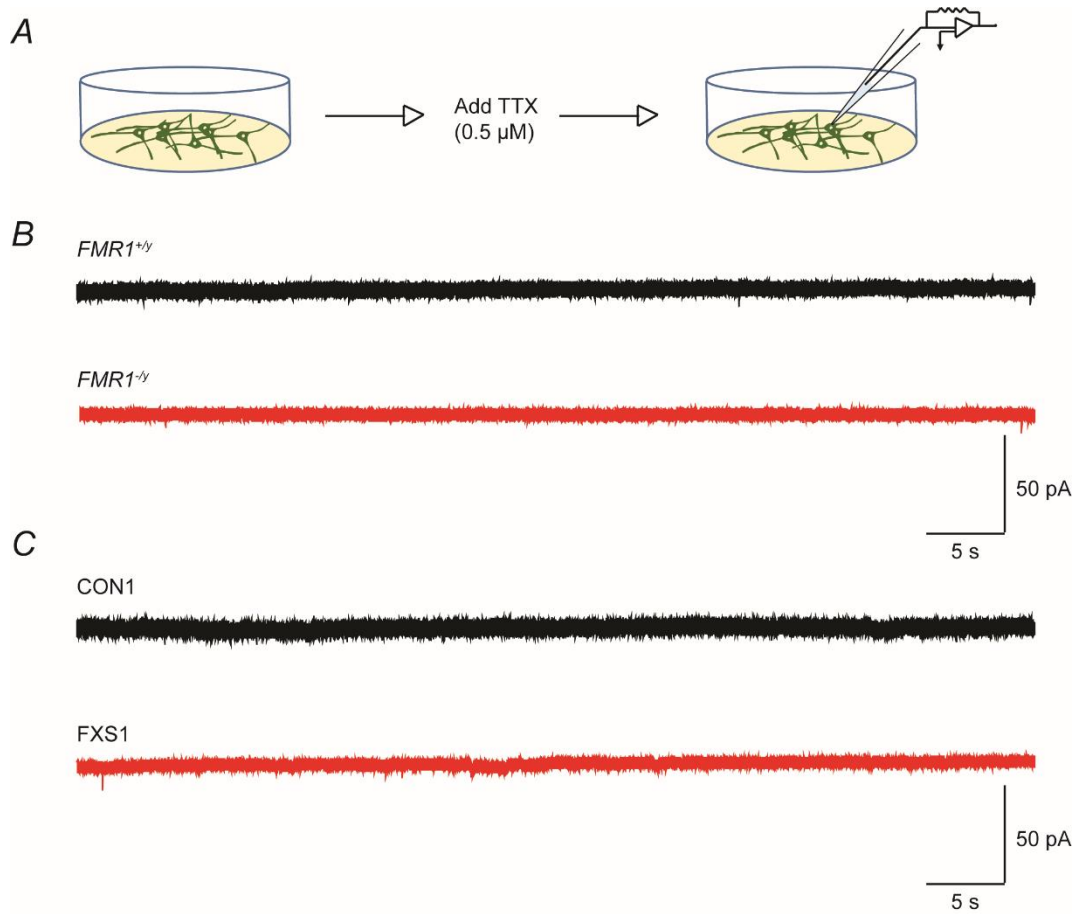 A
Add TTX
(0.5 µM)
B
FMR1+/y
FMR1-/y
50 pA
5 s
C
CON1
FXS1
50 pA
5 s